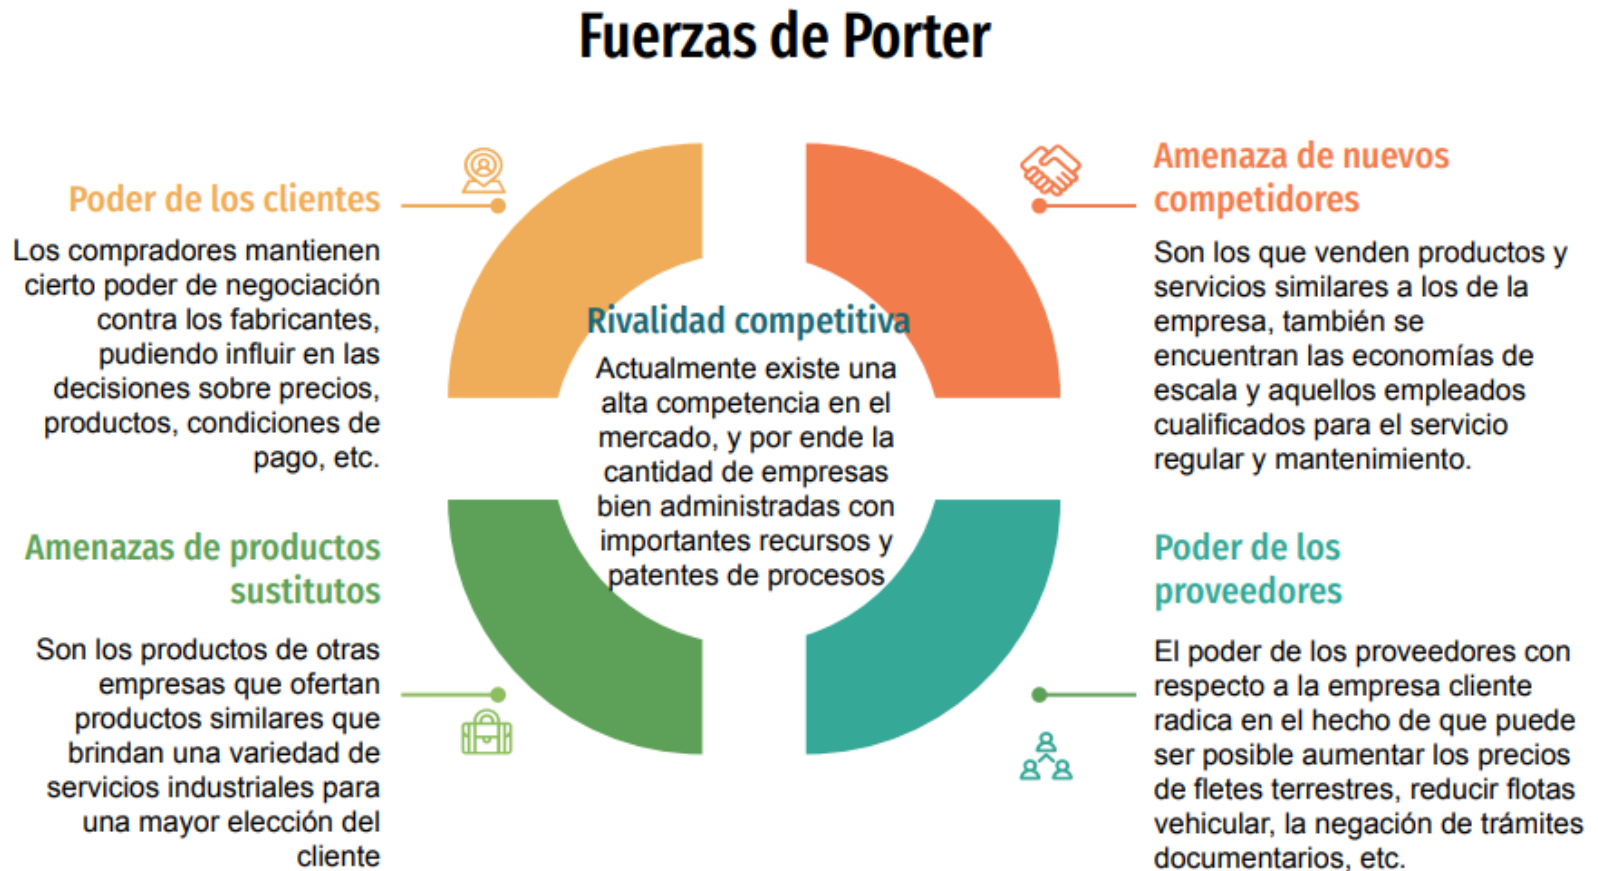 Fuerzas de Porter
Poder de los clientes
Los compradores mantienen
cierto poder de negociación
contra los fabricantes,
pudiendo influir en las
decisiones sobre precios,
productos, condiciones de
pago, etc.
Amenaza de nuevos
competidores
Son los que venden productos y
servicios similares a los de la
empresa, también se
encuentran las economías de
escala y aquellos empleados
cualificados para el servicio
regular y mantenimiento.
Rivalidad competitiva
Actualmente existe una
alta competencia en el
mercado, y por ende la
cantidad de empresas
bien administradas con
importantes recursos y
patentes de procesos
Amenazas de productos
sustitutos
Son los productos de otras
empresas que ofertan
productos similares que
brindan una variedad de
servicios industriales para
una mayor elección del
cliente
Poder de los
proveedores
El poder de los proveedores con
respecto a la empresa cliente
radica en el hecho de que puede
ser posible aumentar los precios
de fletes terrestres, reducir flotas
vehicular, la negación de trámites
documentarios, etc.